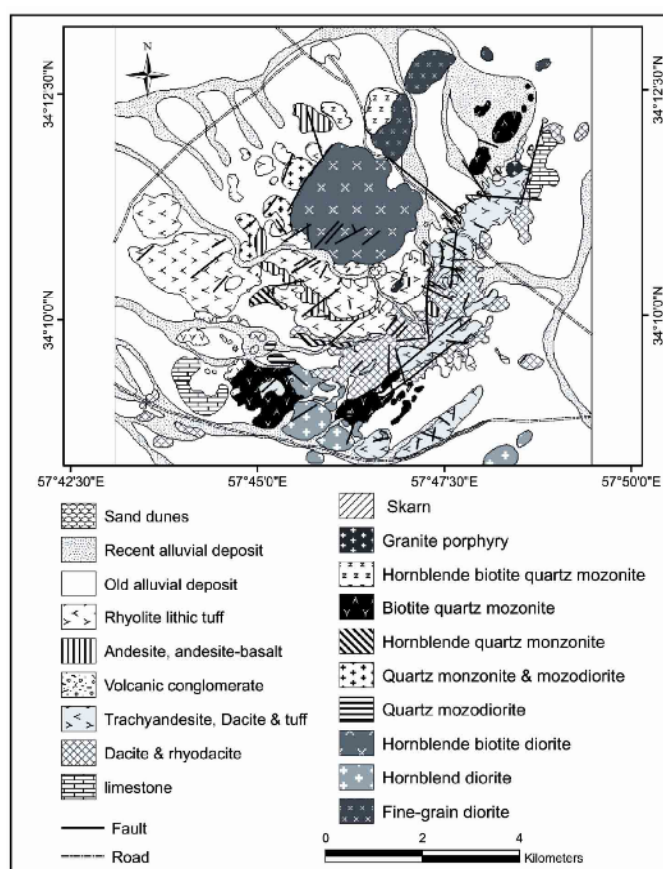 N
34°12'30"N
34°12'30"N
34°10'0"N
34°10'0"N
57°42'30"E
57°45'0"E
57°47'30"E
57°50'0"E
Sand dunes
Recent alluvial deposit
Old alluvial deposit
Rhyolite lithic tuff
Andesite, andesite-basalt
Volcanic conglomerate
Trachyandesite, Dacite & tuff
Dacite & rhyodacite
limestone
Fault
Road
Skarn
Granite porphyry
Hornblende biotite quartz mozonite
Biotite quartz mozonite
Hornblende quartz monzonite
Quartz monzonite & mozodiorite
Quartz mozodiorite
Hornblende biotite diorite
Hornblend diorite
Fine-grain diorite
0 2 4
Kilometers